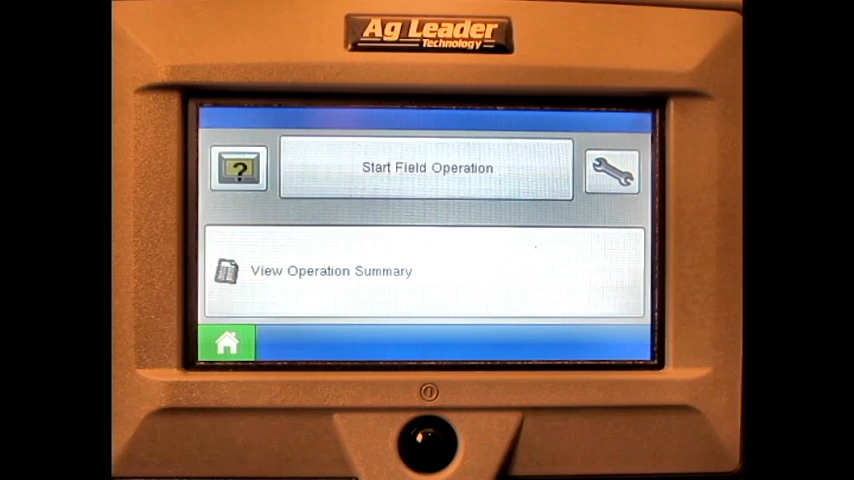 Ag Leader
Technology
?
Start Field Operation
View Operation Summary